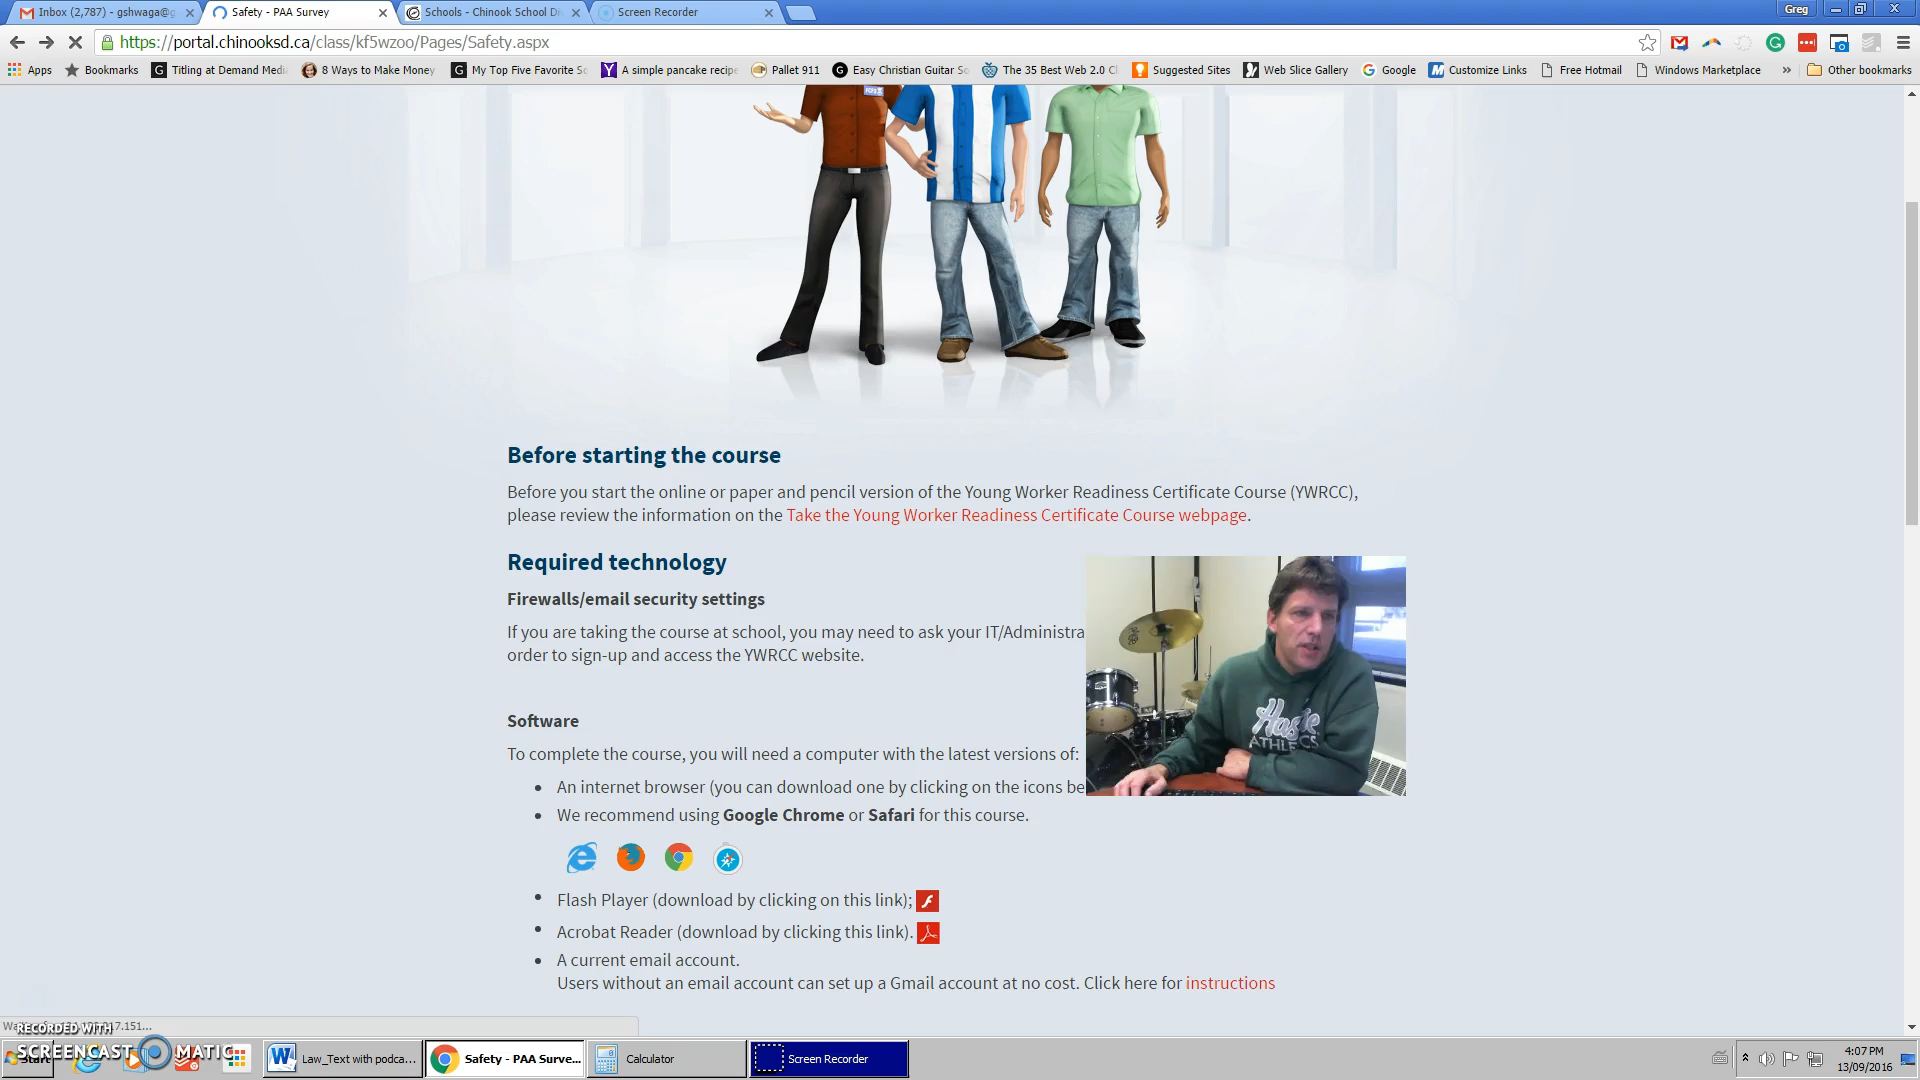 Inbox (2,787) - gshwaga@g
Safety - PAA Survey
Schools - Chinook School Di
Screen Recorder
Greg
https://portal.chinooksd.ca/class/kf5wzoo/Pages/Safety.aspx
Apps
Bookmarks
Titling at Demand Medi
8 Ways to Make Money
My Top Five Favorite Sc
A simple pancake recipe
Pallet 911
Easy Christian Guitar So
The 35 Best Web 2.0 C
Suggested Sites
Web Slice Gallery
Google
Customize Links
Free Hotmail
Windows Marketplace
»
Other bookmarks
Before starting the course
Before you start the online or paper and pencil version of the Young Worker Readiness Certificate Course (YWRCC),
please review the information on the Take the Young Worker Readiness Certificate Course webpage.
Required technology
Firewalls/email security settings
If you are taking the course at school, you may need to ask your IT/Administra
order to sign-up and access the YWRCC website.
Software
To complete the course, you will need a computer with the latest versions of:
• An internet browser (you can download one by clicking on the icons be
• We recommend using Google Chrome or Safari for this course.
• Flash Player (download by clicking on this link);
• Acrobat Reader (download by clicking this link).
• A current email account.
Users without an email account can set up a Gmail account at no cost. Click here for instructions
ATHLETICS
RECORDED WITH
SCREENCAST MATIC
Start
Law_Text with podca...
Safety - PAA Surve...
Calculator
Screen Recorder
4:07 PM
13/09/2016